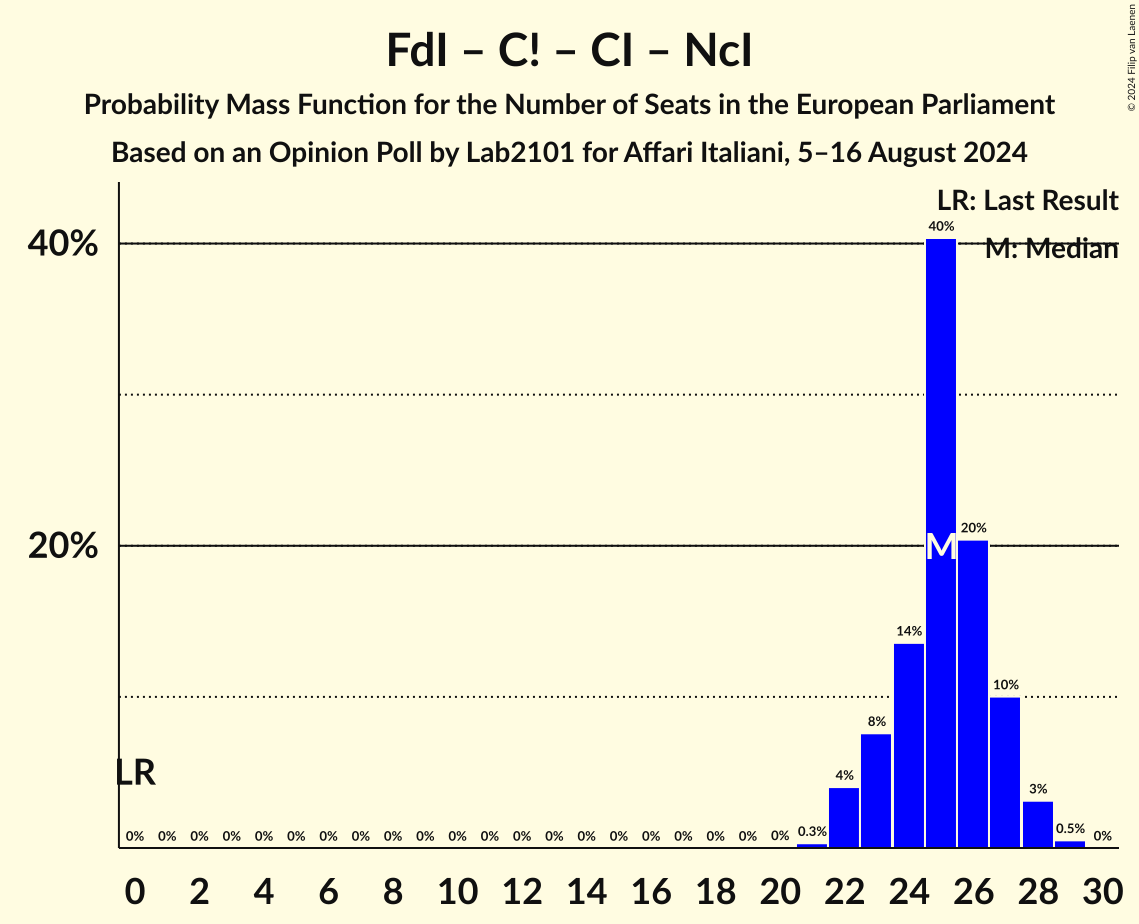 FdI – C! – CI – NcI
Probability Mass Function for the Number of Seats in the European Parliament
Based on an Opinion Poll by Lab2101 for Affari Italiani, 5–16 August 2024
© 2024 Filip van Laenen
LR: Last Result
M: Median
40%
20%
40%
M
20%
14%
10%
8%
LR
4%
3%
0% 0% 0% 0% 0% 0% 0% 0% 0% 0% 0% 0% 0% 0% 0% 0% 0% 0% 0% 0% 0% 0.3% 0.5% 0%
0 2 4 6 8 10 12 14 16 18 20 22 24 26 28 30